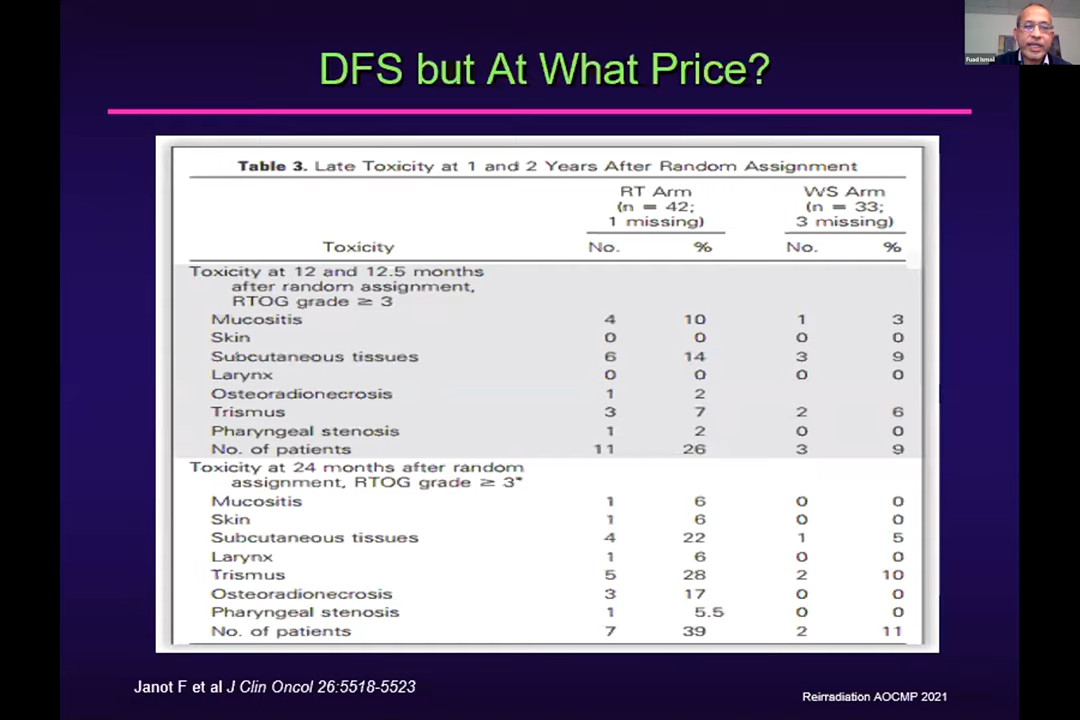 DFS but At What Price?
Fuad Ismail
Table 3. Late Toxicity at 1 and 2 Years After Random Assignment
RT Arm (n = 42; 1 missing) WS Arm (n = 33; 3 missing)
Toxicity No. % No. %
Toxicity at 12 and 12.5 months
after random assignment,
RTOG grade ≥ 3
Mucositis 4 10 1 3
Skin 0 0 0 0
Subcutaneous tissues 6 14 3 9
Larynx 0 0 0 0
Osteoradionecrosis 1 2
Trismus 3 7 2 6
Pharyngeal stenosis 1 2 0 0
No. of patients 11 26 3 9
Toxicity at 24 months after random
assignment, RTOG grade ≥ 3*
Mucositis 1 6 0 0
Skin 1 6 0 0
Subcutaneous tissues 4 22 1 5
Larynx 1 6 0 0
Trismus 5 28 2 10
Osteoradionecrosis 3 17 0 0
Pharyngeal stenosis 1 5.5 0 0
No. of patients 7 39 2 11
Janot F et al J Clin Oncol 26:5518-5523
Reirradiation AOCMP 2021